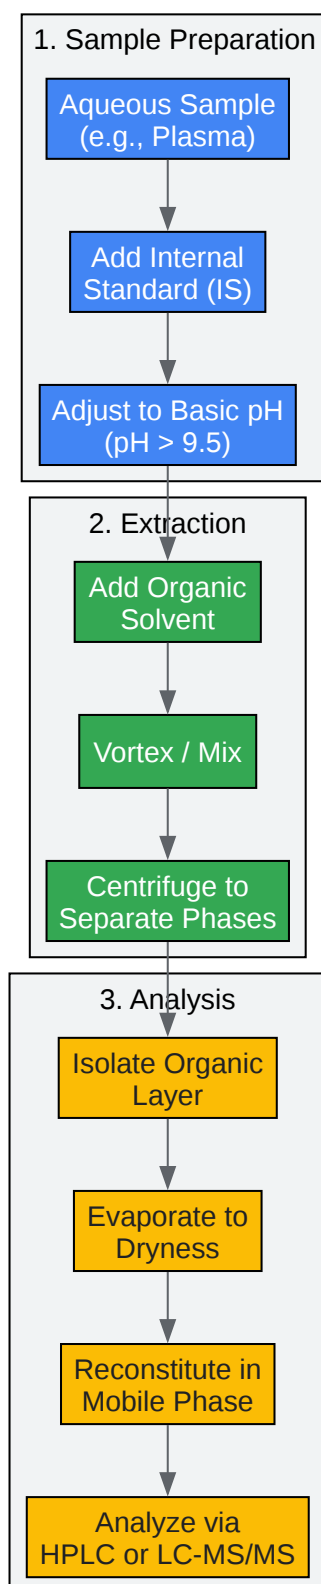 1. Sample Preparation
Aqueous Sample
(e.g., Plasma)
Add Internal
Standard (IS)
Adjust to Basic pH
(pH > 9.5)
2. Extraction
Add Organic
Solvent
Vortex / Mix
Centrifuge to
Separate Phases
3. Analysis
Isolate Organic
Layer
Evaporate to
Dryness
Reconstitute in
Mobile Phase
Analyze via
HPLC or LC-MS/MS